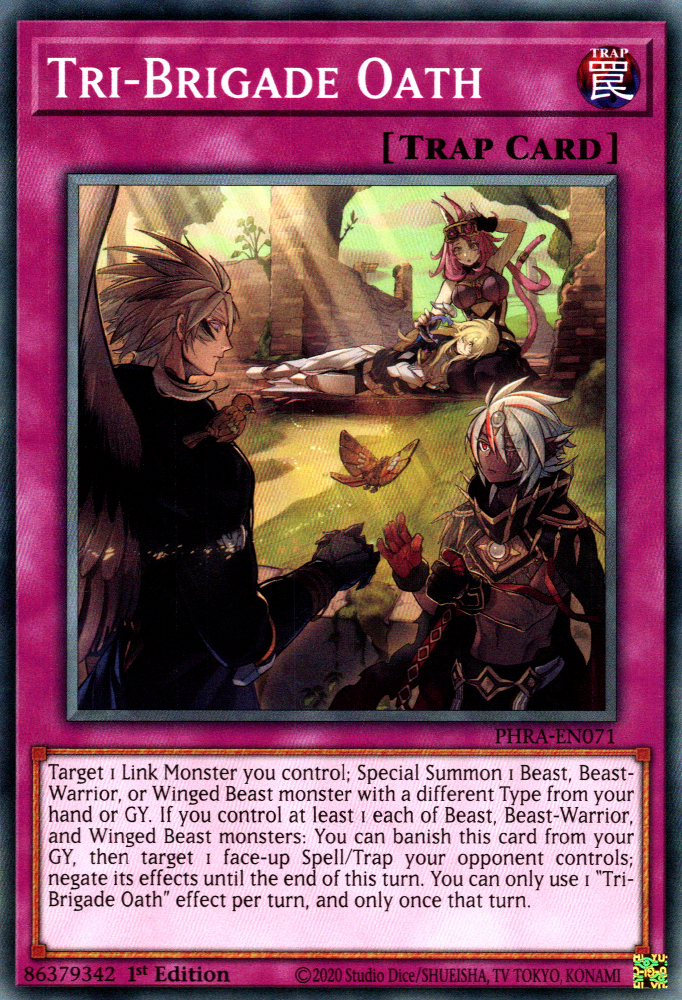 TRI-BRIGADE OATH
TRAP
罠
[TRAP CARD]
PHRA-EN071
Target 1 Link Monster you control; Special Summon 1 Beast, Beast-
Warrior, or Winged Beast monster with a different Type from your
hand or GY. If you control at least 1 each of Beast, Beast-Warrior,
and Winged Beast monsters: You can banish this card from your
GY, then target 1 face-up Spell/Trap your opponent controls;
negate its effects until the end of this turn. You can only use 1 "Tri-
Brigade Oath" effect per turn, and only once that turn.
86379342 1st Edition ©2020 Studio Dice/SHUEISHA, TV TOKYO, KONAMI